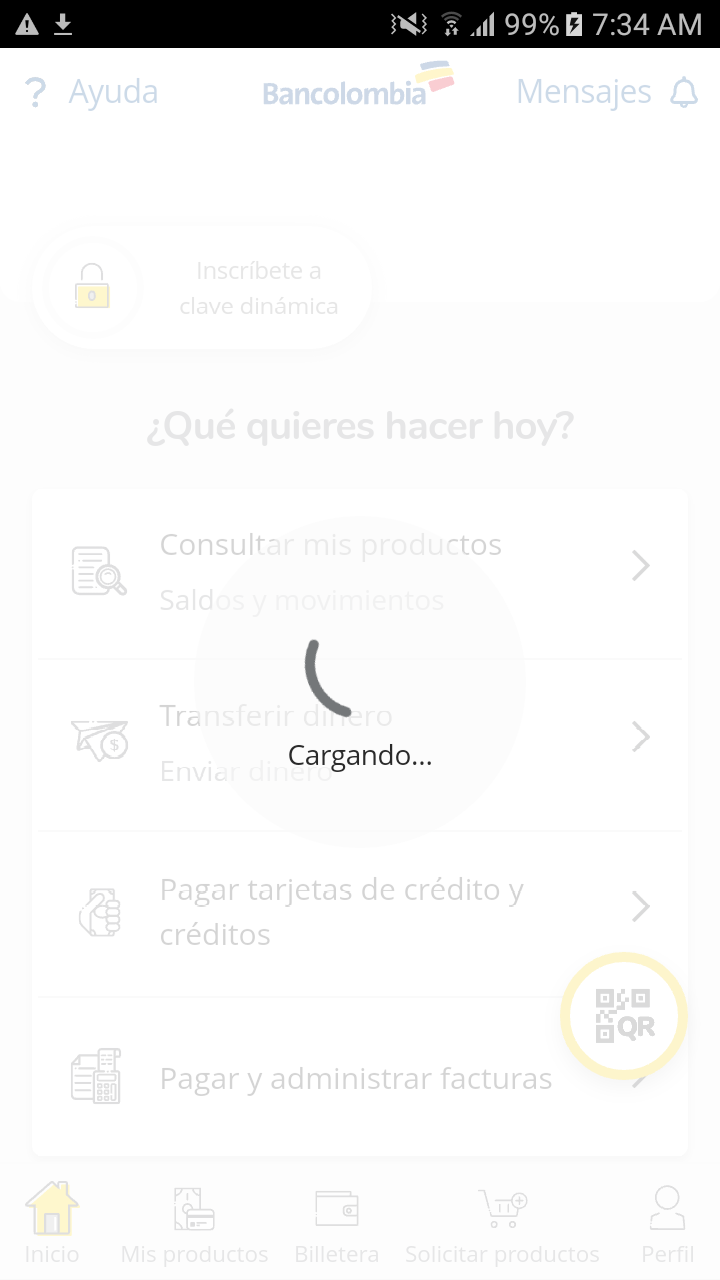 99% 7:34 AM
? Ayuda
Bancolombia
Mensajes
Inscríbete a
clave dinámica
¿Qué quieres hacer hoy?
Consultar mis productos
Saldos y movimientos
Transferir dinero
Cargando...
Enviar dinero
$
Pagar tarjetas de crédito y
créditos
QR
Pagar y administrar facturas
Inicio
Mis productos
Billetera
Solicitar productos
Perfil